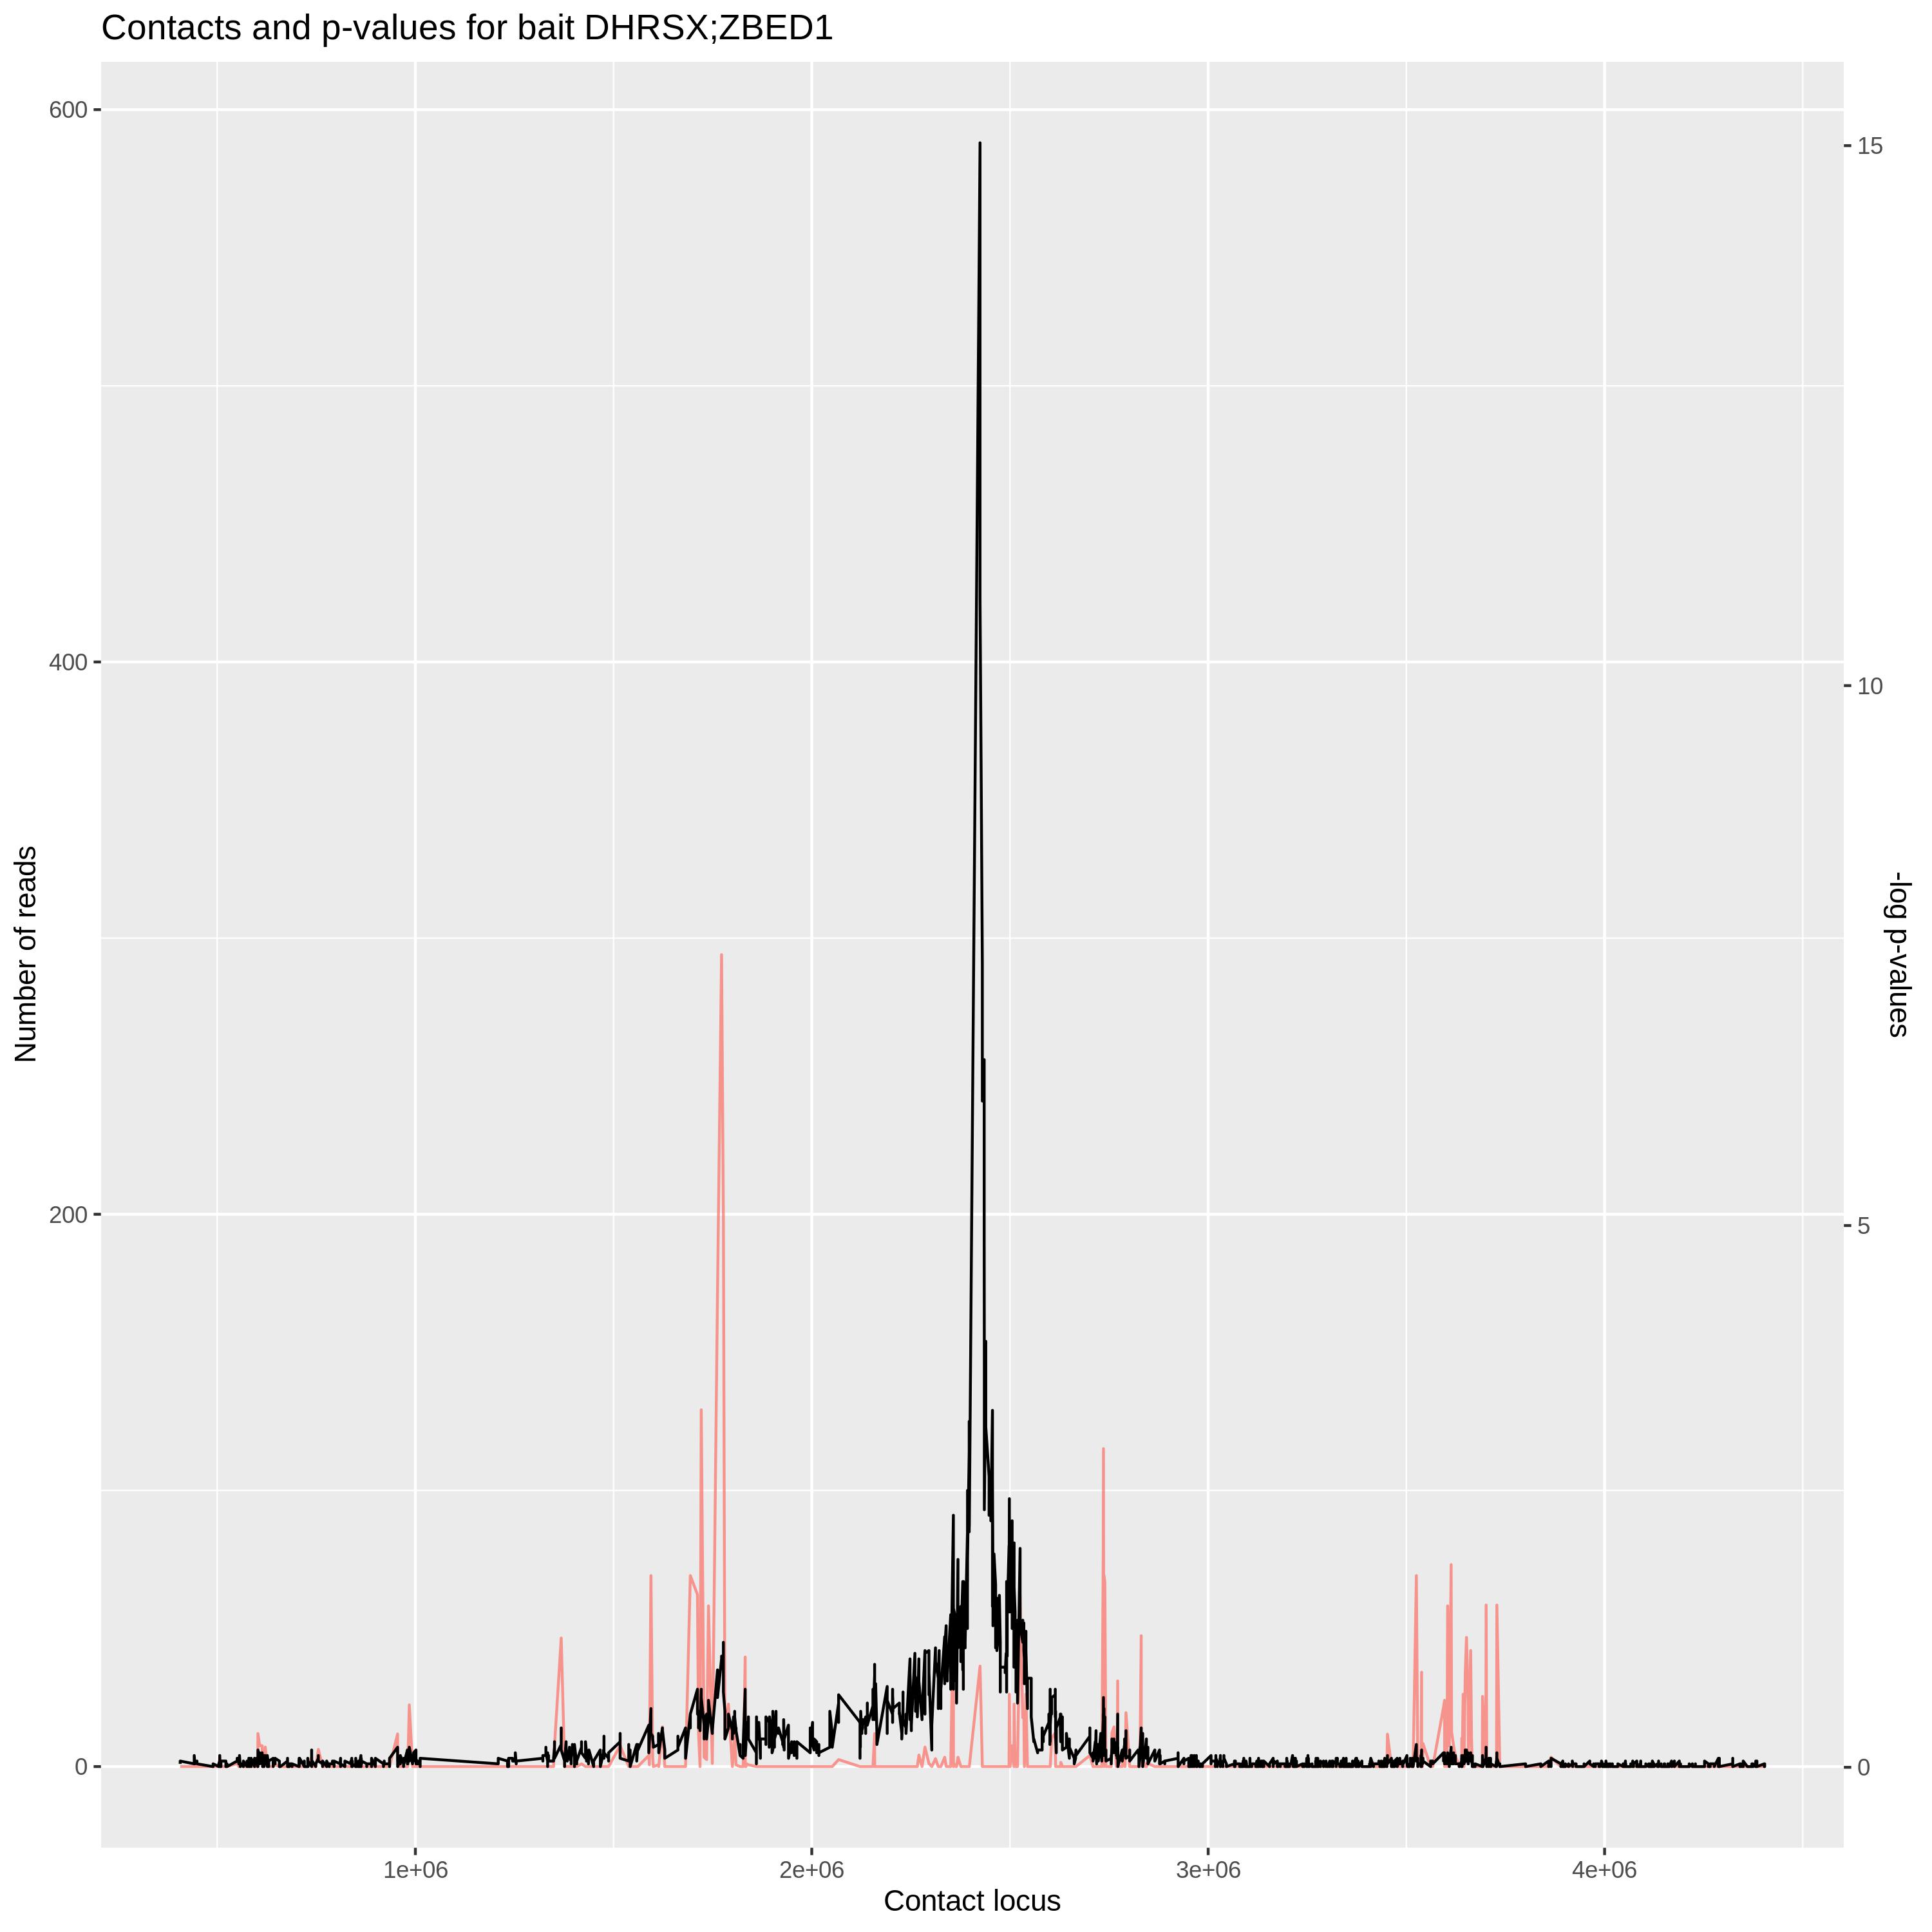 Contacts and p-values for bait DHRSX;ZBED1
600
400
200
0
Number of reads
15
10
5
0
-log p-values
1e+06
2e+06
3e+06
4e+06
Contact locus